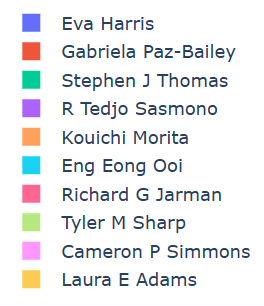 Eva Harris
Gabriela Paz-Bailey
Stephen J Thomas
R Tedjo Sasmono
Kouichi Morita
Eng Eong Ooi
Richard G Jarman
Tyler M Sharp
Cameron P Simmons
Laura E Adams